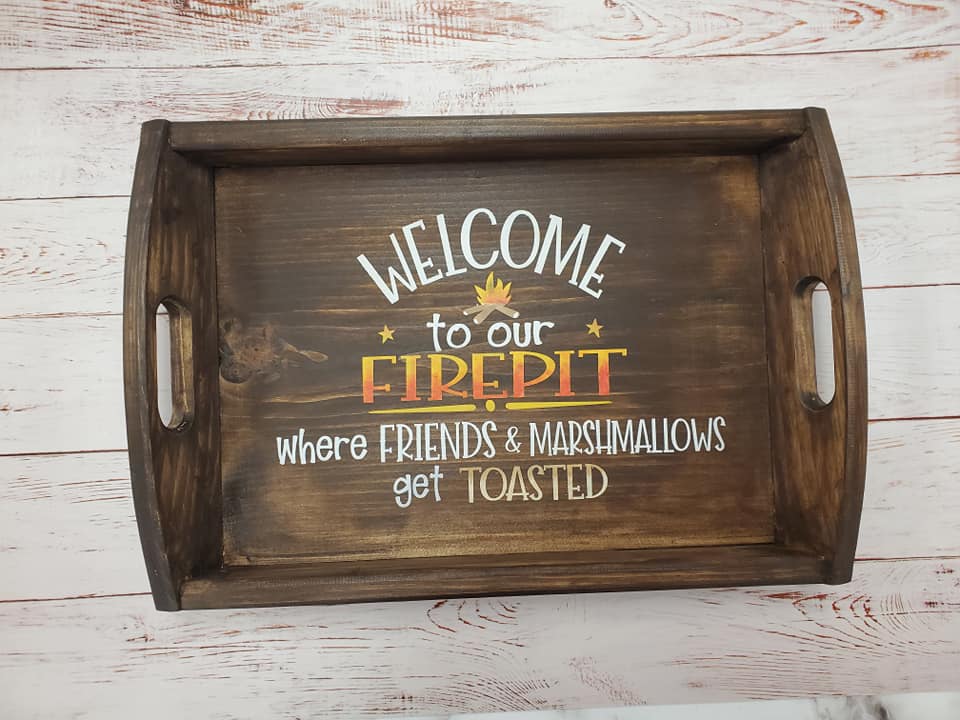 WELCOME
to our
FIREPIT
where FRIENDS & MARSHMALLOWS
get TOASTED